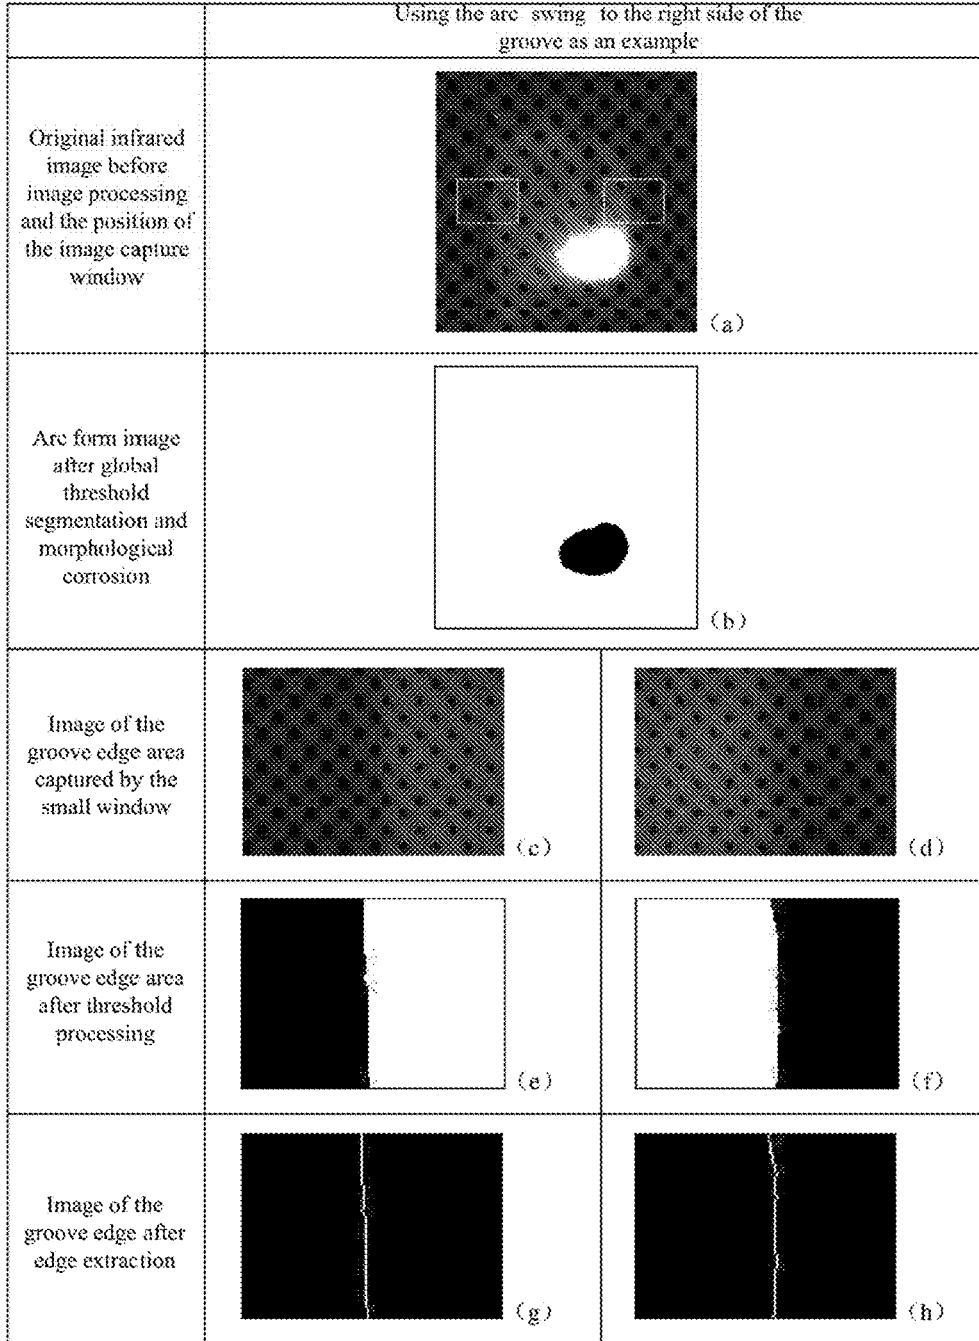 Using the arc swing to the right side of the
groove as an example
Original infrared
image before
image processing
and the position of
the image capture
window
(a)
Arc form image
after global
threshold
segmentation and
morphological
corrosion
(b)
Image of the
groove edge area
captured by the
small window
(c)
(d)
Image of the
groove edge area
after threshold
processing
(e)
(f)
Image of the
groove edge after
edge extraction
(g)
(h)